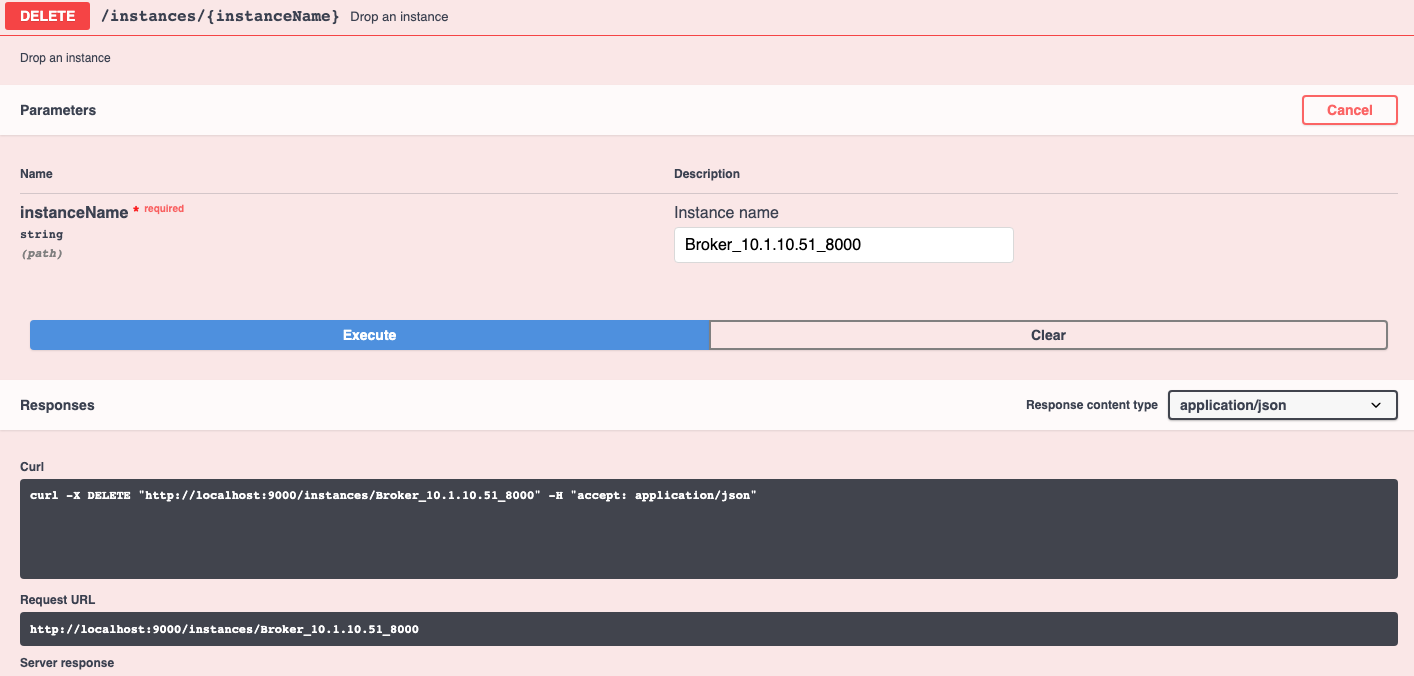 DELETE /instances/{instanceName} Drop an instance
Drop an instance
Parameters Cancel
Name Description
instanceName * required Instance name
string Broker_10.1.10.51_8000
(path)
Execute Clear
Responses Response content type application/json
Curl
curl -X DELETE "http://localhost:9000/instances/Broker_10.1.10.51_8000" -H "accept: application/json"
Request URL
http://localhost:9000/instances/Broker_10.1.10.51_8000
Server response